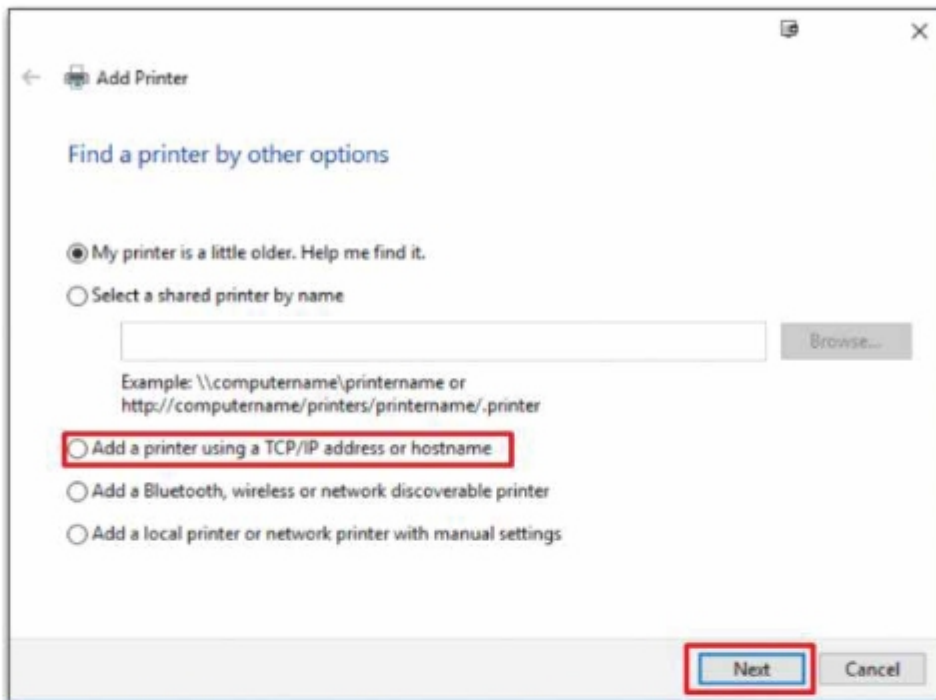 Add Printer
Find a printer by other options
My printer is a little older. Help me find it.
Select a shared printer by name
Browse...
Example: \\computername\printername or
http://computername/printers/printername/.printer
Add a printer using a TCP/IP address or hostname
Add a Bluetooth, wireless or network discoverable printer
Add a local printer or network printer with manual settings
Next Cancel